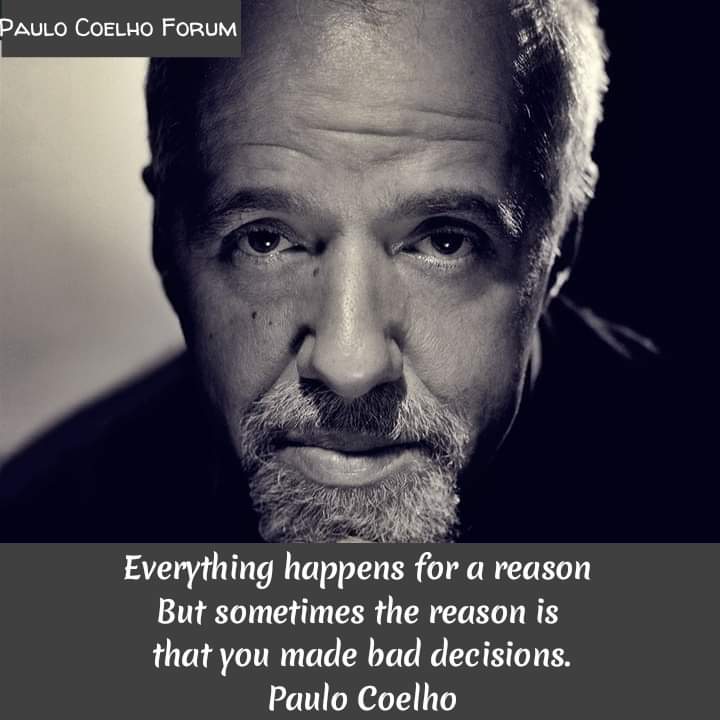 Paulo Coelho Forum
Everything happens for a reason
But sometimes the reason is
that you made bad decisions.
Paulo Coelho